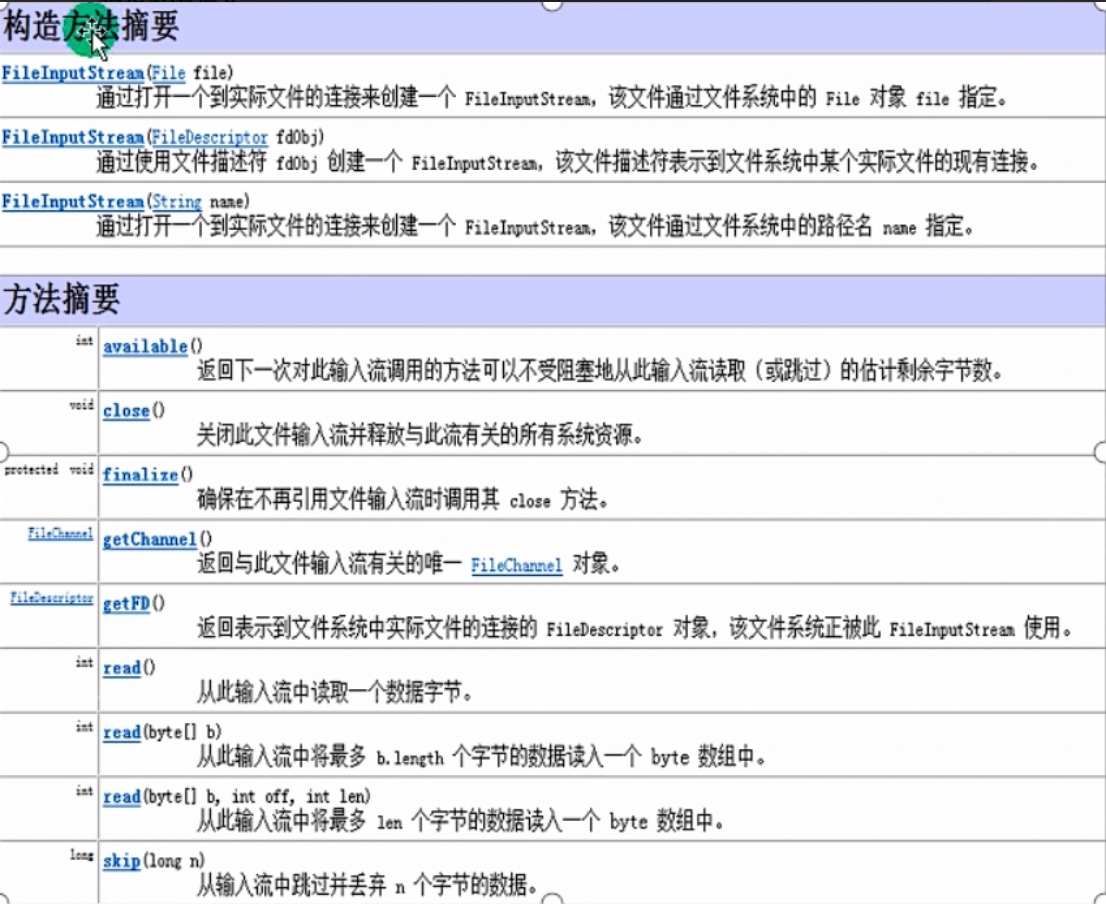 构造方法摘要
FileInputStream(File file)
通过打开一个到实际文件的连接来创建一个 FileInputStream，该文件通过文件系统中的 File 对象 file 指定。
FileInputStream(FileDescriptor fdObj)
通过使用文件描述符 fdObj 创建一个 FileInputStream，该文件描述符表示到文件系统中某个实际文件的现有连接。
FileInputStream(String name)
通过打开一个到实际文件的连接来创建一个 FileInputStream，该文件通过文件系统中的路径名 name 指定。
方法摘要
int available()
返回下一次对此输入流调用的方法可以不受阻塞地从此输入流读取（或跳过）的估计剩余字节数。
void close()
关闭此文件输入流并释放与此流有关的所有系统资源。
protected void finalize()
确保在不再引用文件输入流时调用其 close 方法。
FileChannel getChannel()
返回与此文件输入流有关的唯一 FileChannel 对象。
FileDescriptor getFD()
返回表示到文件系统中实际文件的连接的 FileDescriptor 对象，该文件系统正被此 FileInputStream 使用。
int read()
从此输入流中读取一个数据字节。
int read(byte[] b)
从此输入流中将最多 b.length 个字节的数据读入一个 byte 数组中。
int read(byte[] b, int off, int len)
从此输入流中将最多 len 个字节的数据读入一个 byte 数组中。
long skip(long n)
从输入流中跳过并丢弃 n 个字节的数据。